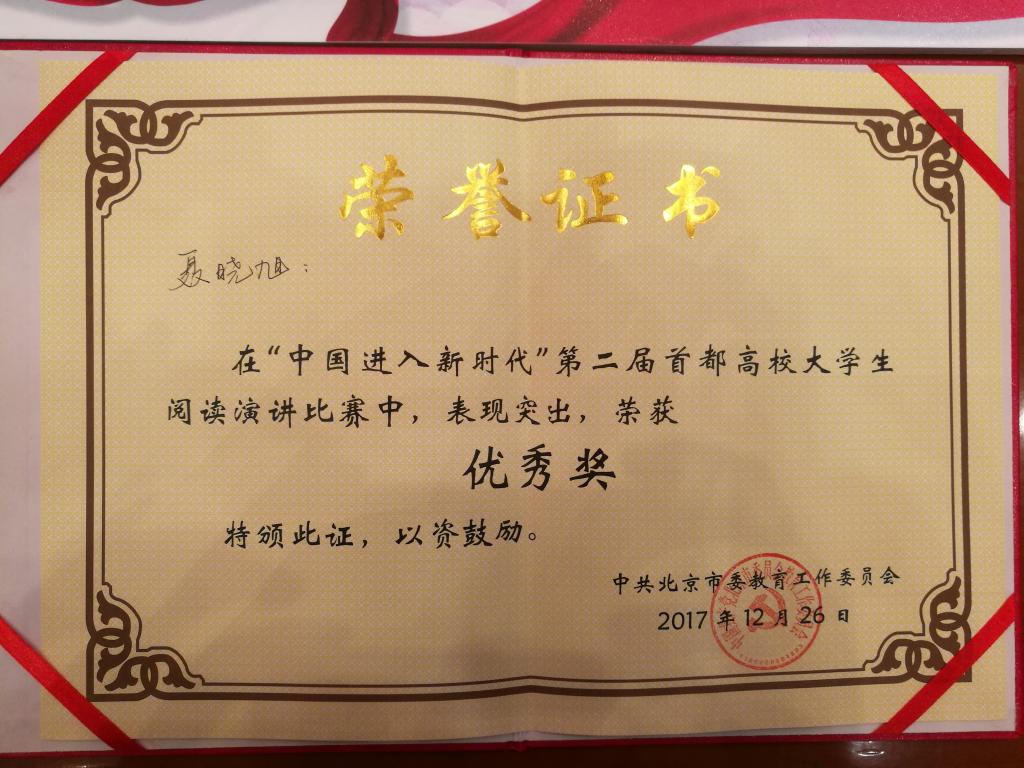 荣誉证书
聂晓旭：
在“中国进入新时代”第二届首都高校大学生
阅读演讲比赛中，表现突出，荣获
优秀奖
特颁此证，以资鼓励。
中共北京市委教育工作委员会
2017年12月26日